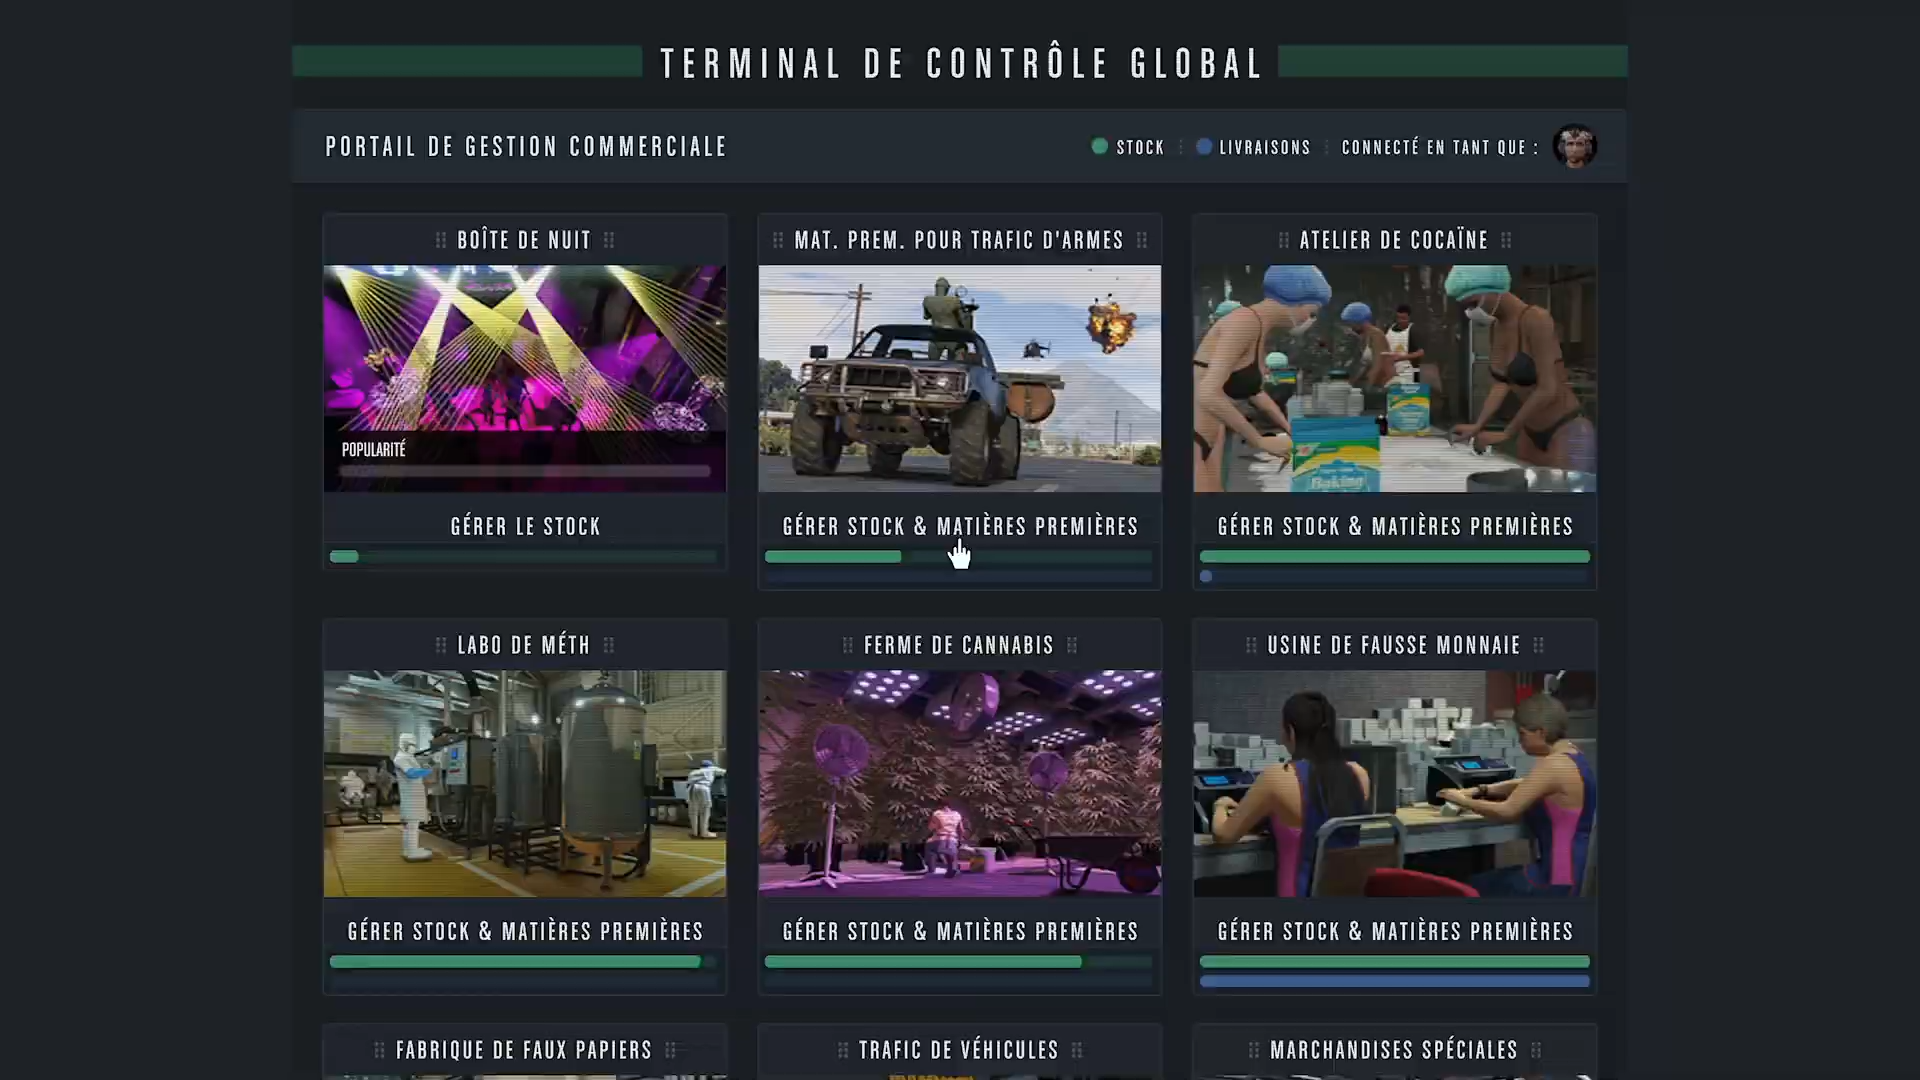 TERMINAL DE CONTRÔLE GLOBAL
PORTAIL DE GESTION COMMERCIALE
STOCK
LIVRAISONS
CONNECTÉ EN TANT QUE :
BOÎTE DE NUIT
MAT. PREM. POUR TRAFIC D'ARMES
ATELIER DE COCAÏNE
POPULARITÉ
Baking
GÉRER LE STOCK
GÉRER STOCK & MATIÈRES PREMIÈRES
GÉRER STOCK & MATIÈRES PREMIÈRES
LABO DE MÉTH
FERME DE CANNABIS
USINE DE FAUSSE MONNAIE
GÉRER STOCK & MATIÈRES PREMIÈRES
GÉRER STOCK & MATIÈRES PREMIÈRES
GÉRER STOCK & MATIÈRES PREMIÈRES
FABRIQUE DE FAUX PAPIERS
TRAFIC DE VÉHICULES
MARCHANDISES SPÉCIALES